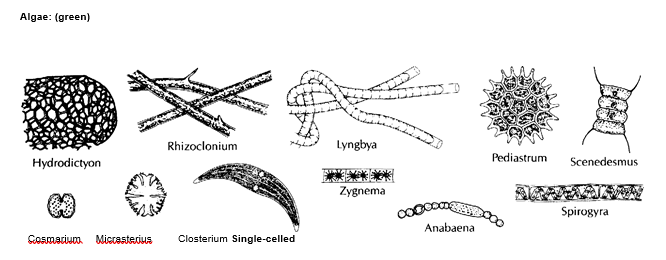 Algae: (green)
Hydrodictyon
Rhizoclonium
Lyngbya
Pediastrum
Scenedesmus
Zygnema
Anabaena
Spirogyra
Cosmarium Micrasterius Closterium Single-celled